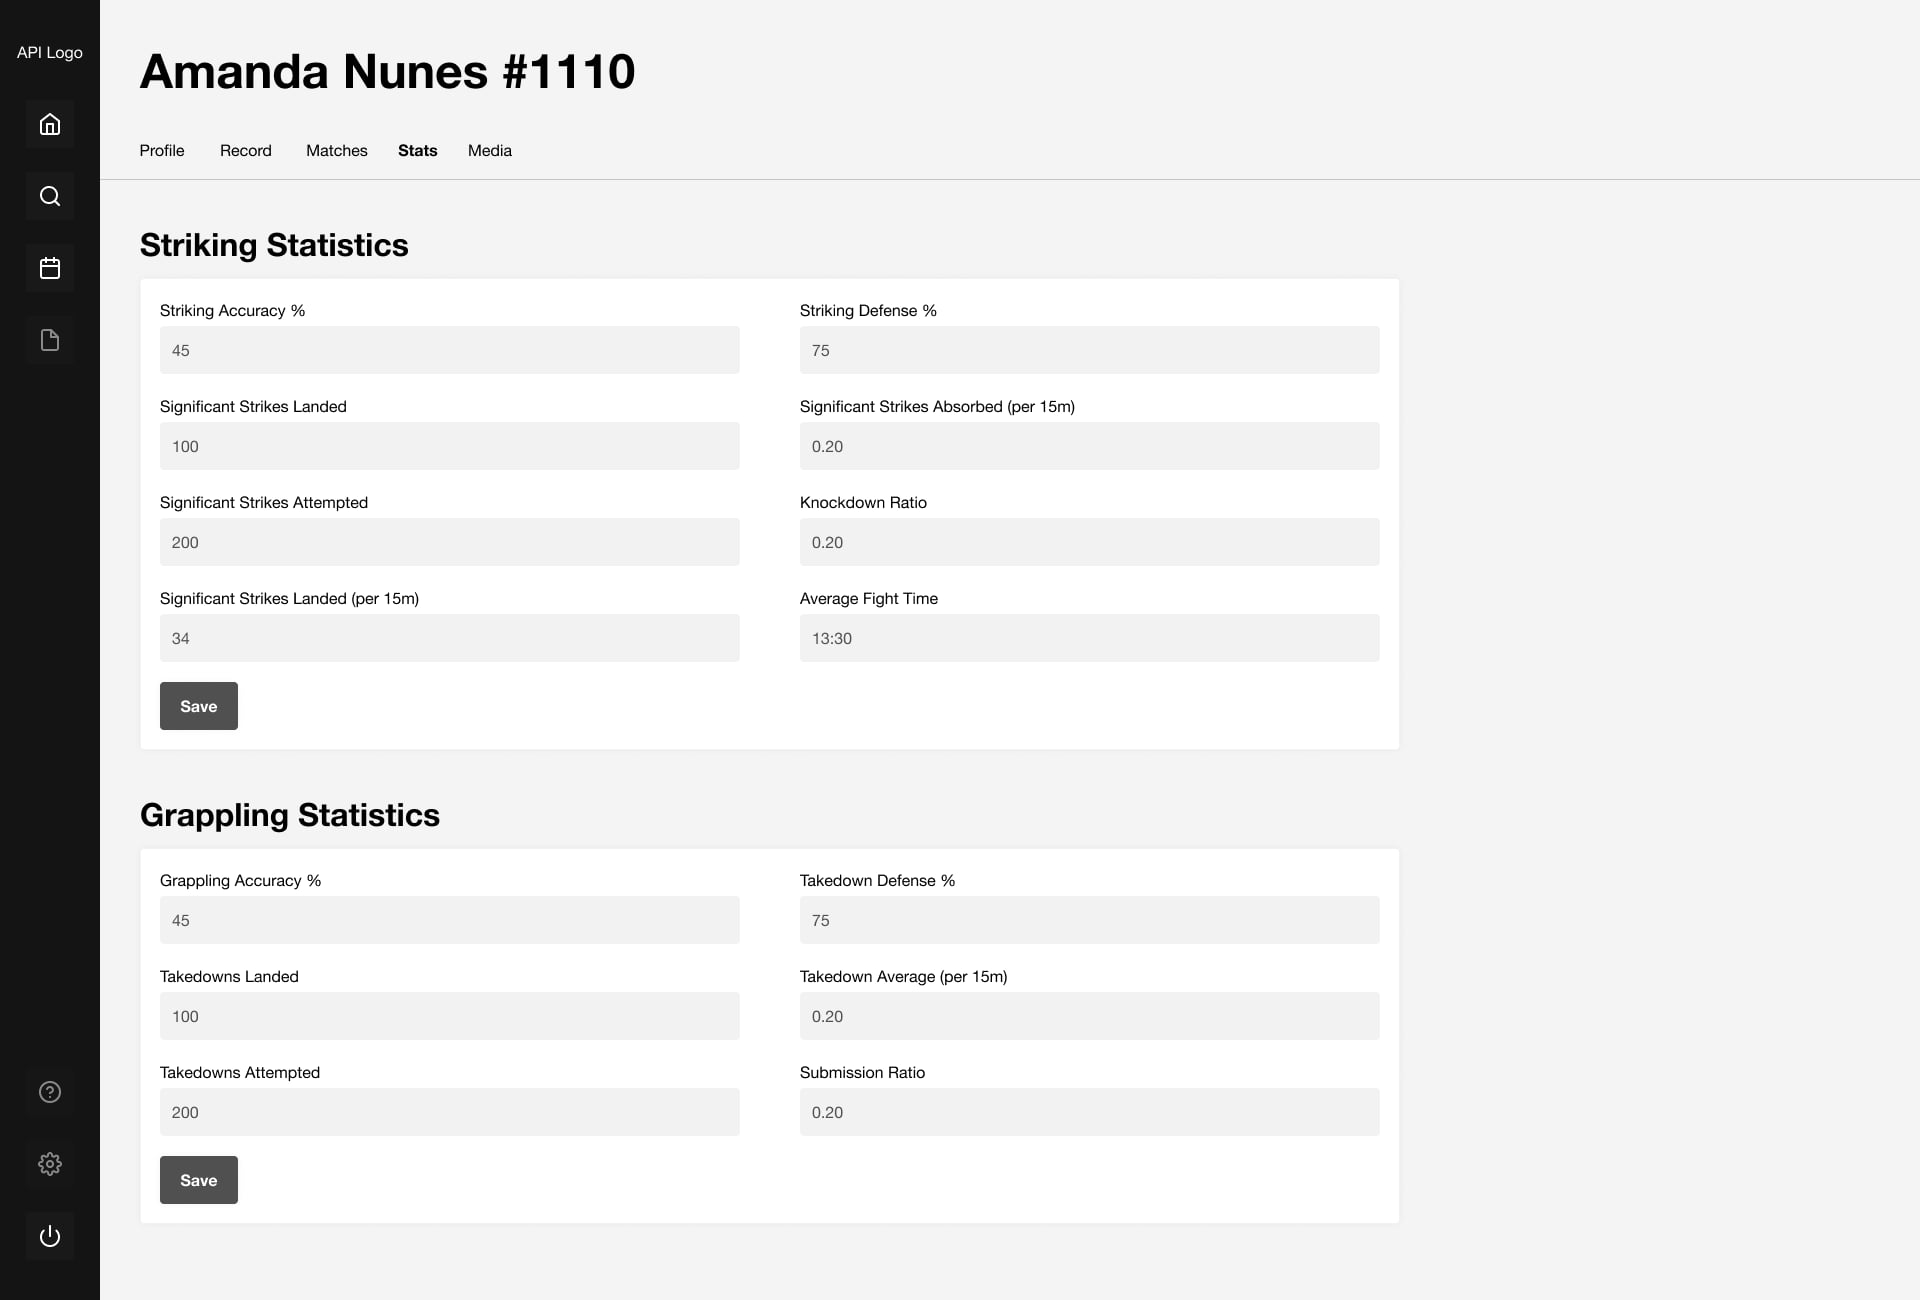 API Logo
Amanda Nunes #1110
Profile Record Matches Stats Media
Striking Statistics
Striking Accuracy %
45
Striking Defense %
75
Significant Strikes Landed
100
Significant Strikes Absorbed (per 15m)
0.20
Significant Strikes Attempted
200
Knockdown Ratio
0.20
Significant Strikes Landed (per 15m)
34
Average Fight Time
13:30
Save
Grappling Statistics
Grappling Accuracy %
45
Takedown Defense %
75
Takedowns Landed
100
Takedown Average (per 15m)
0.20
Takedowns Attempted
200
Submission Ratio
0.20
Save